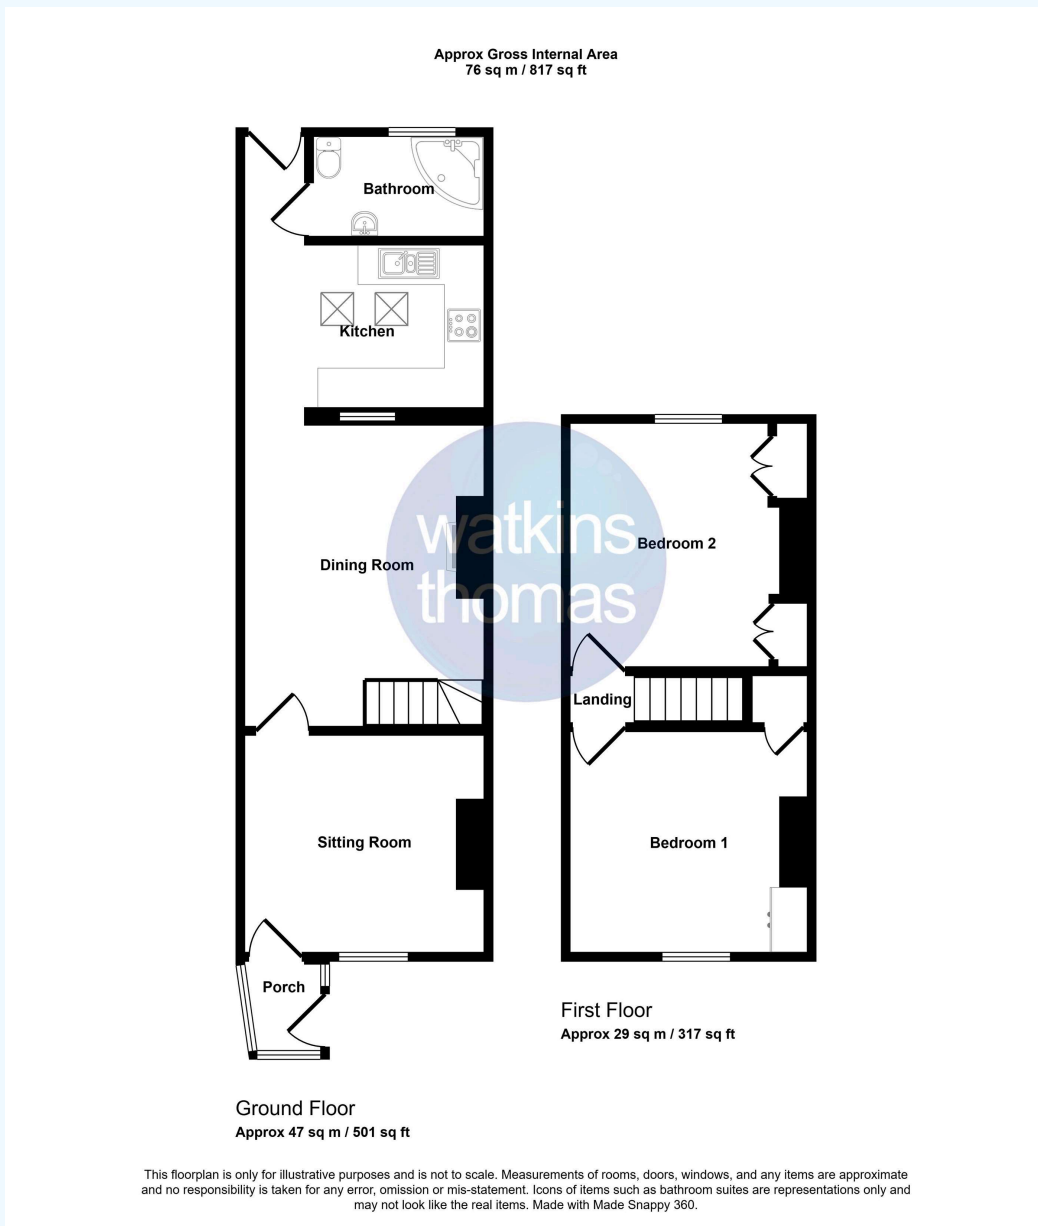 Approx Gross Internal Area
76 sq m / 817 sq ft
Bathroom
Kitchen
Dining Room
Sitting Room
Porch
watkins
thomas
Bedroom 2
Landing
Bedroom 1
First Floor
Approx 29 sq m / 317 sq ft
Ground Floor
Approx 47 sq m / 501 sq ft
This floorplan is only for illustrative purposes and is not to scale. Measurements of rooms, doors, windows, and any items are approximate
and no responsibility is taken for any error, omission or mis-statement. Icons of items such as bathroom suites are representations only and
may not look like the real items. Made with Made Snappy 360.